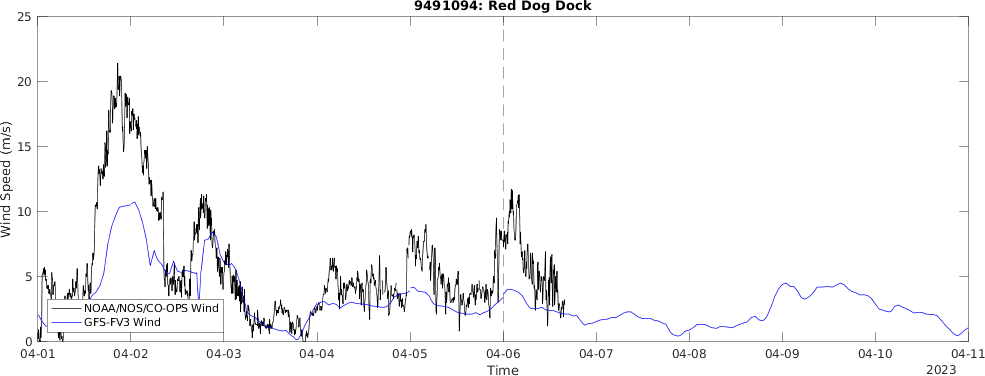 9491094: Red Dog Dock
25
20
15
10
5
0
Wind Speed (m/s)
NOAA/NOS/CO-OPS Wind
GFS-FV3 Wind
04-01 04-02 04-03 04-04 04-05 04-06 04-07 04-08 04-09 04-10 04-11
Time
2023